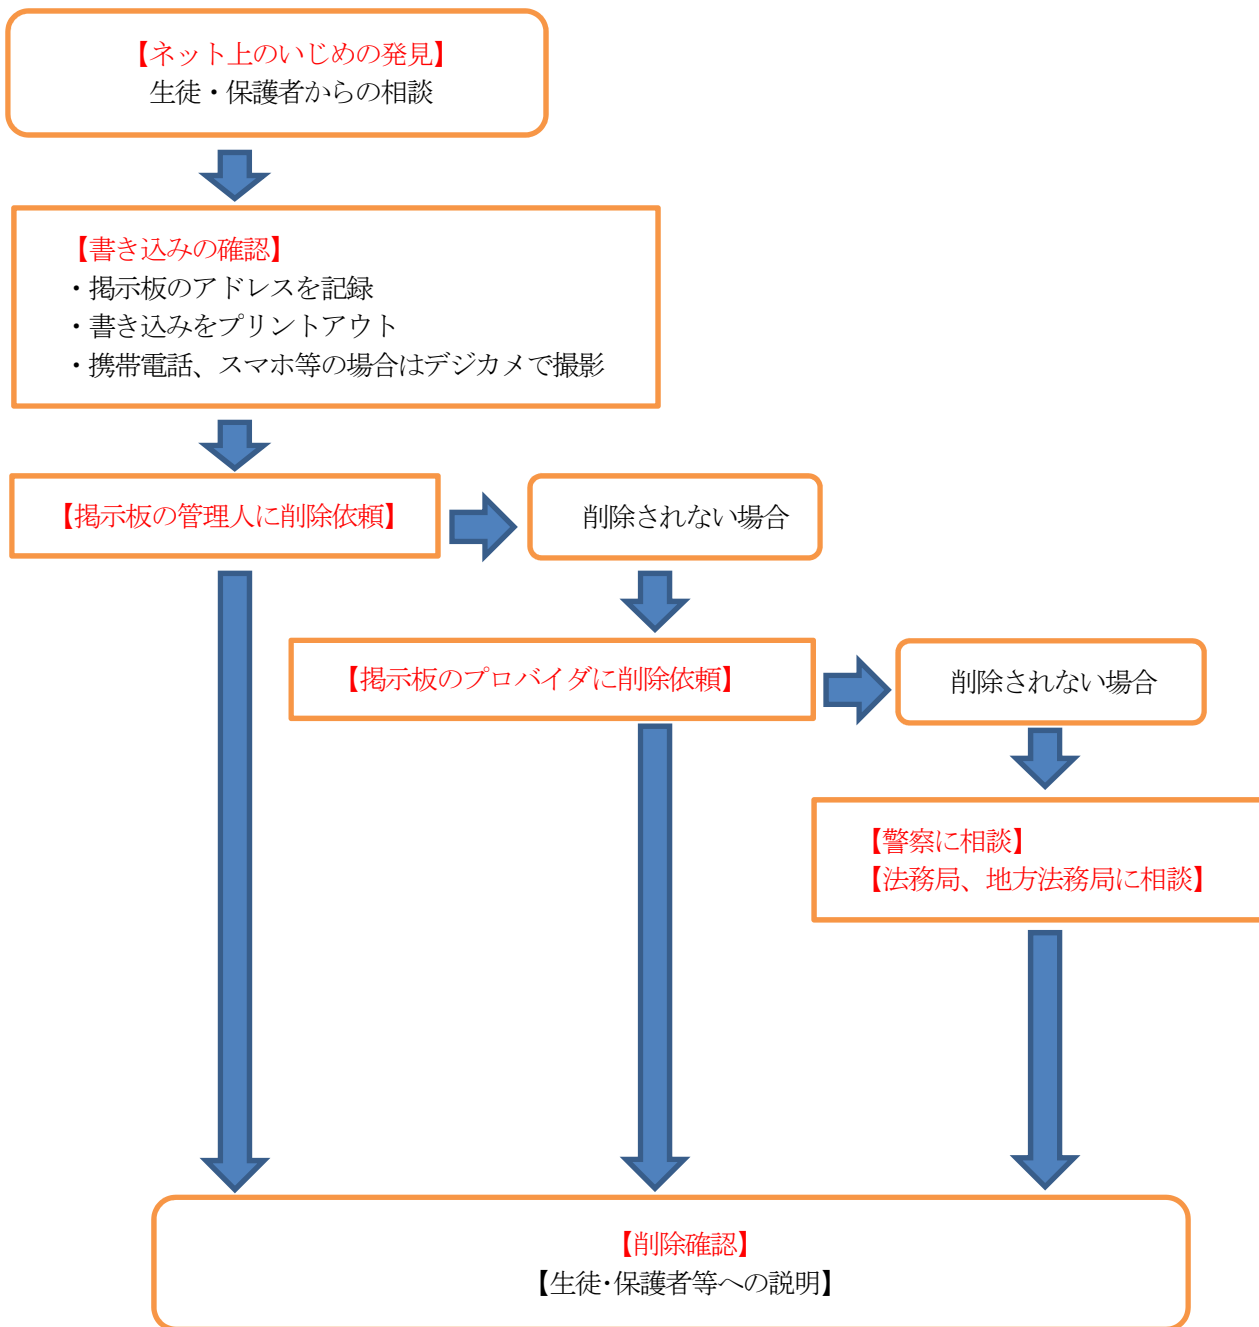 【ネット上のいじめの発見】
生徒・保護者からの相談
【書き込みの確認】
・掲示板のアドレスを記録
・書き込みをプリントアウト
・携帯電話、スマホ等の場合はデジカメで撮影
【掲示板の管理人に削除依頼】
削除されない場合
【掲示板のプロバイダに削除依頼】
削除されない場合
【警察に相談】
【法務局、地方法務局に相談】
【削除確認】
【生徒・保護者等への説明】